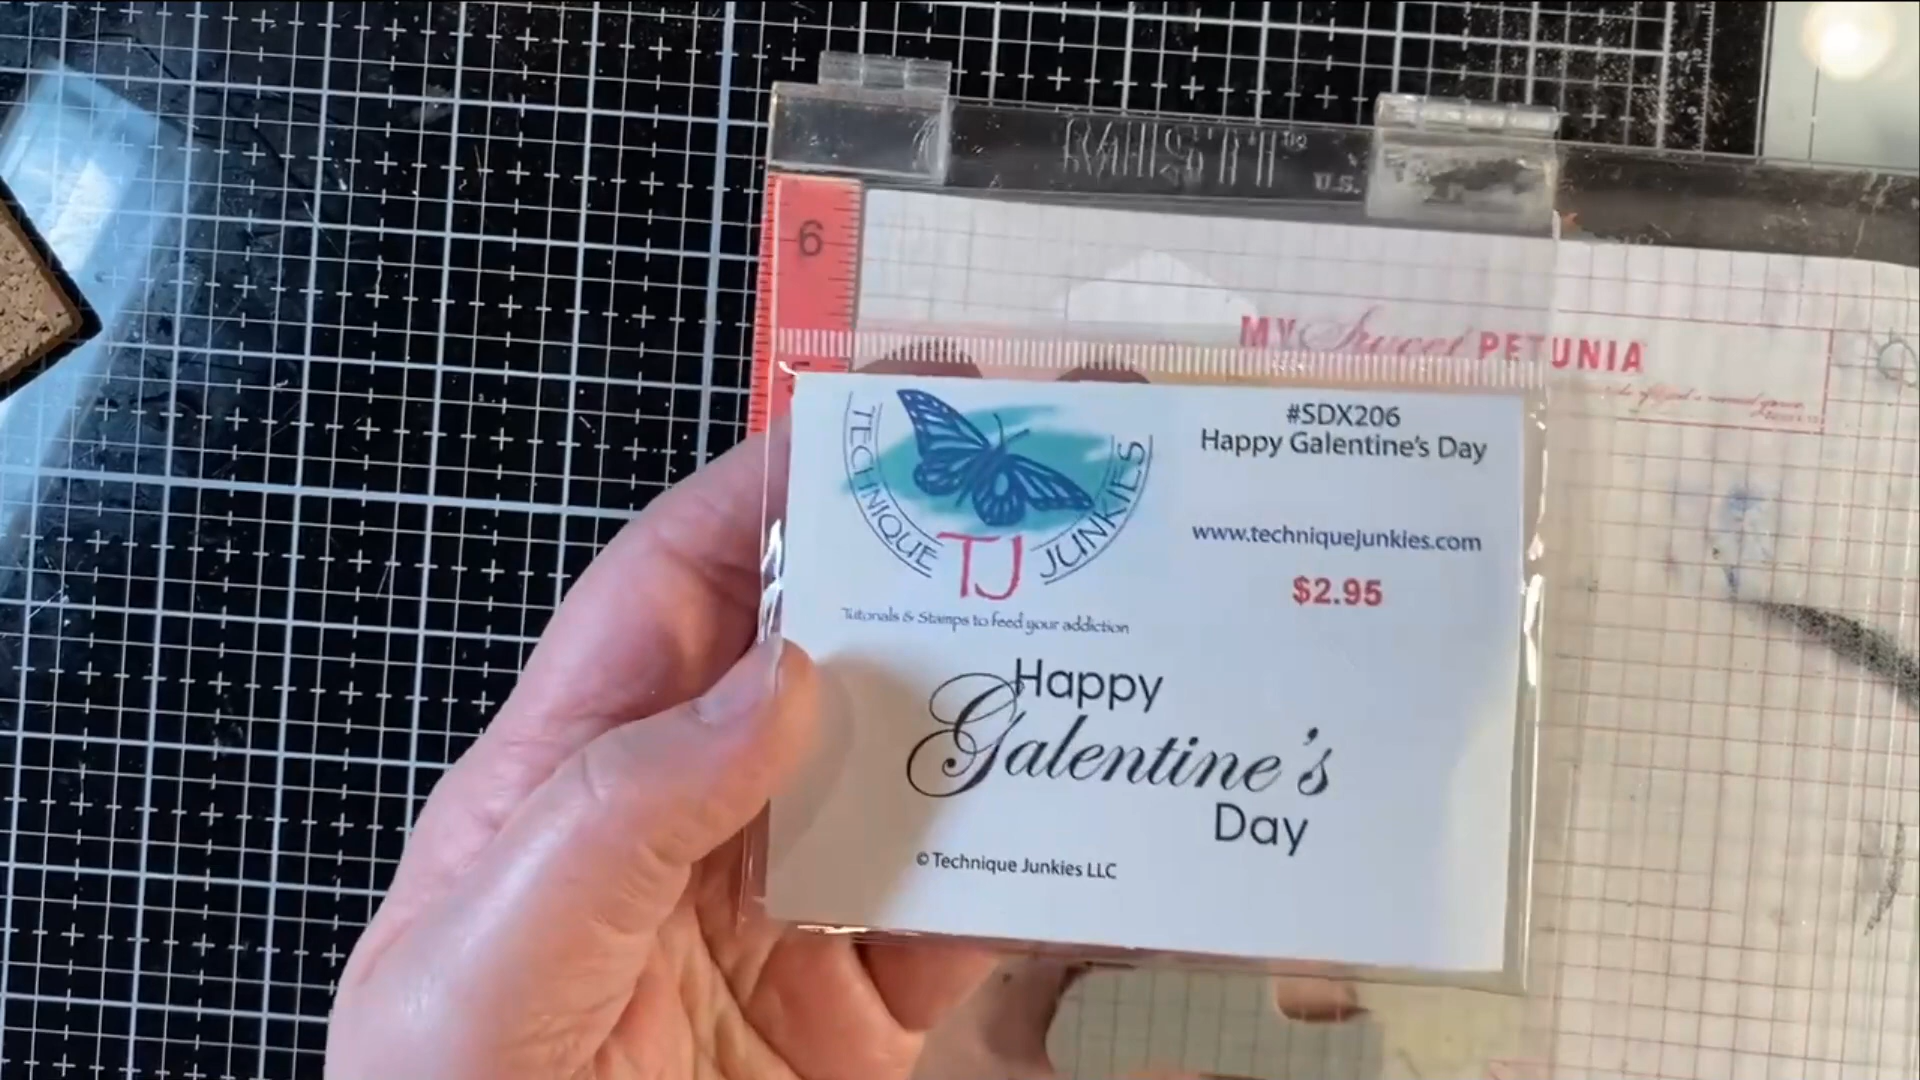 U.S.
6
MY Sweet PETUNIA
TECHNIQUE JUNKIES
TJ
Tutorials & Stamps to feed your addiction
#SDX206
Happy Galentine's Day
www.techniquejunkies.com
$2.95
Happy
Galentine's
Day
© Technique Junkies LLC